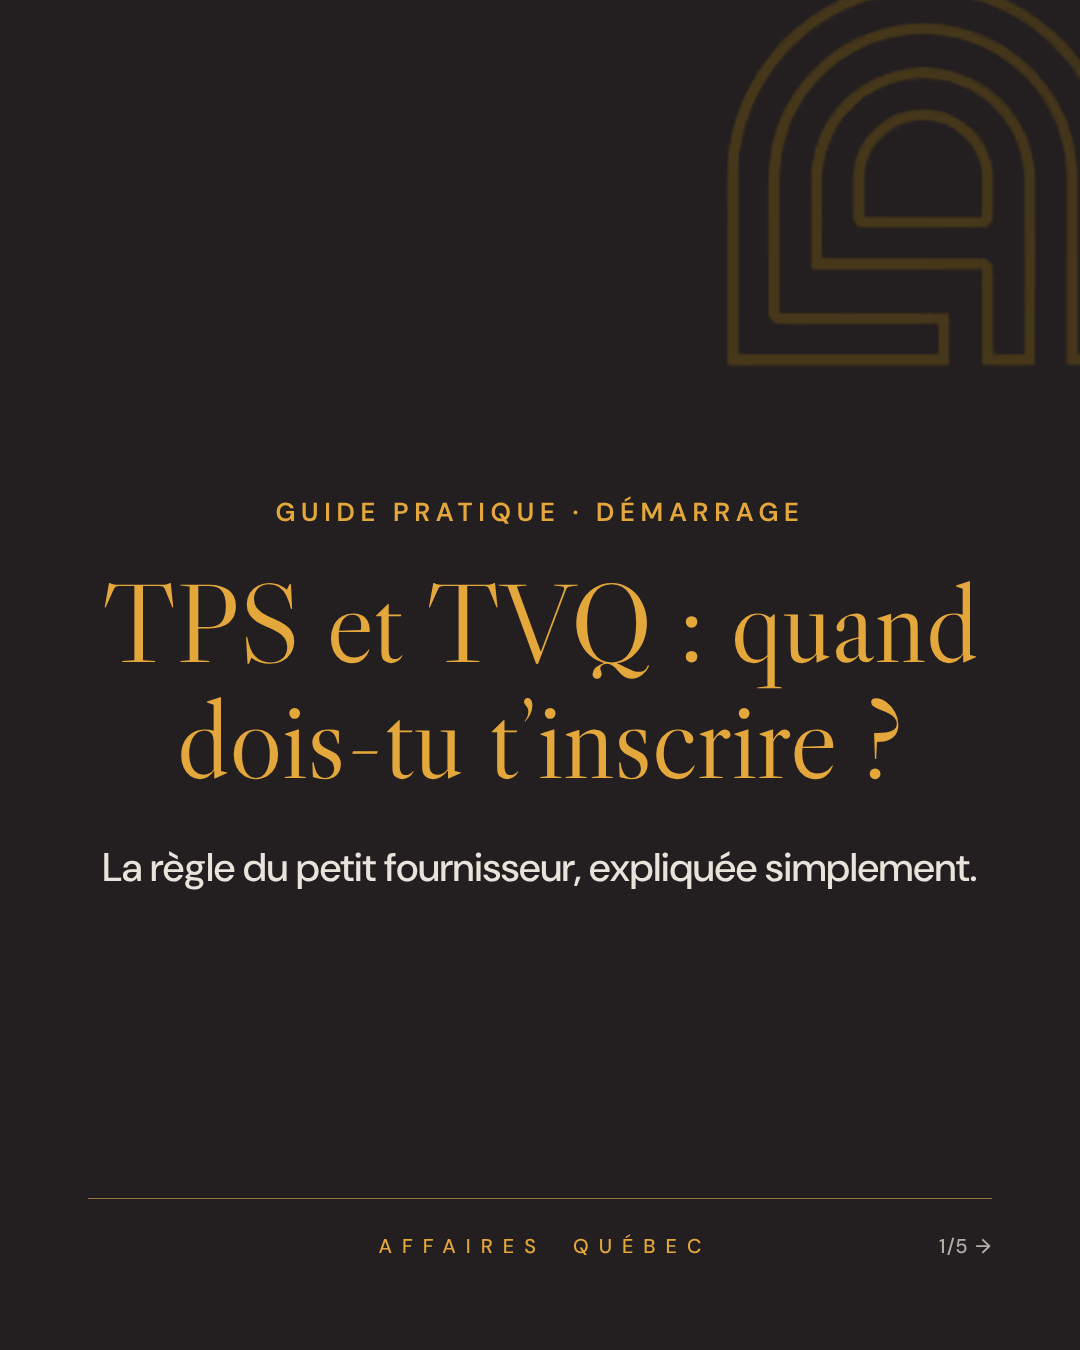 GUIDE PRATIQUE · DÉMARRAGE
TPS et TVQ : quand
dois-tu t’inscrire ?
La règle du petit fournisseur, expliquée simplement.
AFFAIRES QUÉBEC
1/5 →